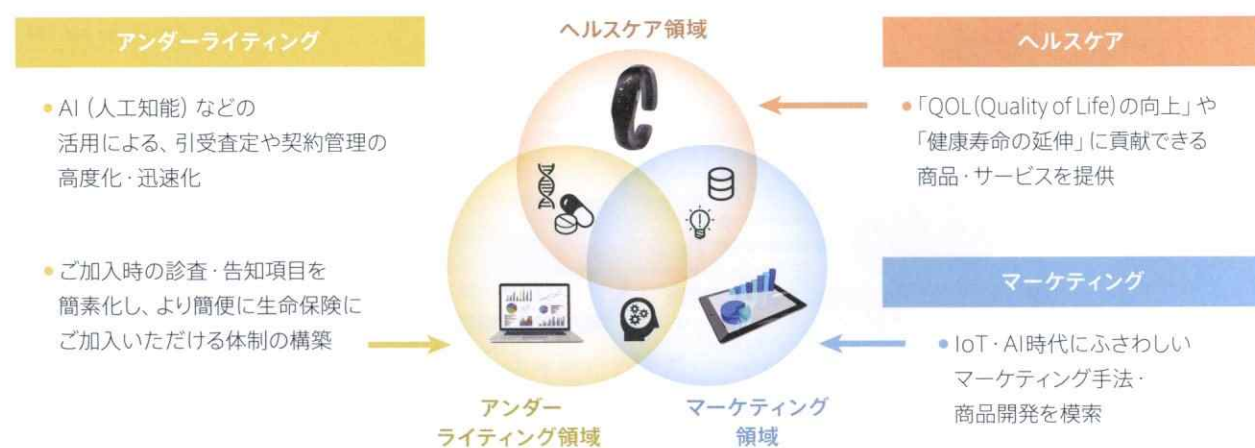 アンダーライティング
● AI（人工知能）などの
活用による、引受査定や契約管理の
高度化・迅速化
● ご加入時の診査・告知項目を
簡素化し、より簡便に生命保険に
ご加入いただける体制の構築
ヘルスケア領域
アンダー
ライティング領域
マーケティング
領域
ヘルスケア
●「QOL(Quality of Life)の向上」や
「健康寿命の延伸」に貢献できる
商品・サービスを提供
マーケティング
● IoT・AI時代にふさわしい
マーケティング手法・
商品開発を模索